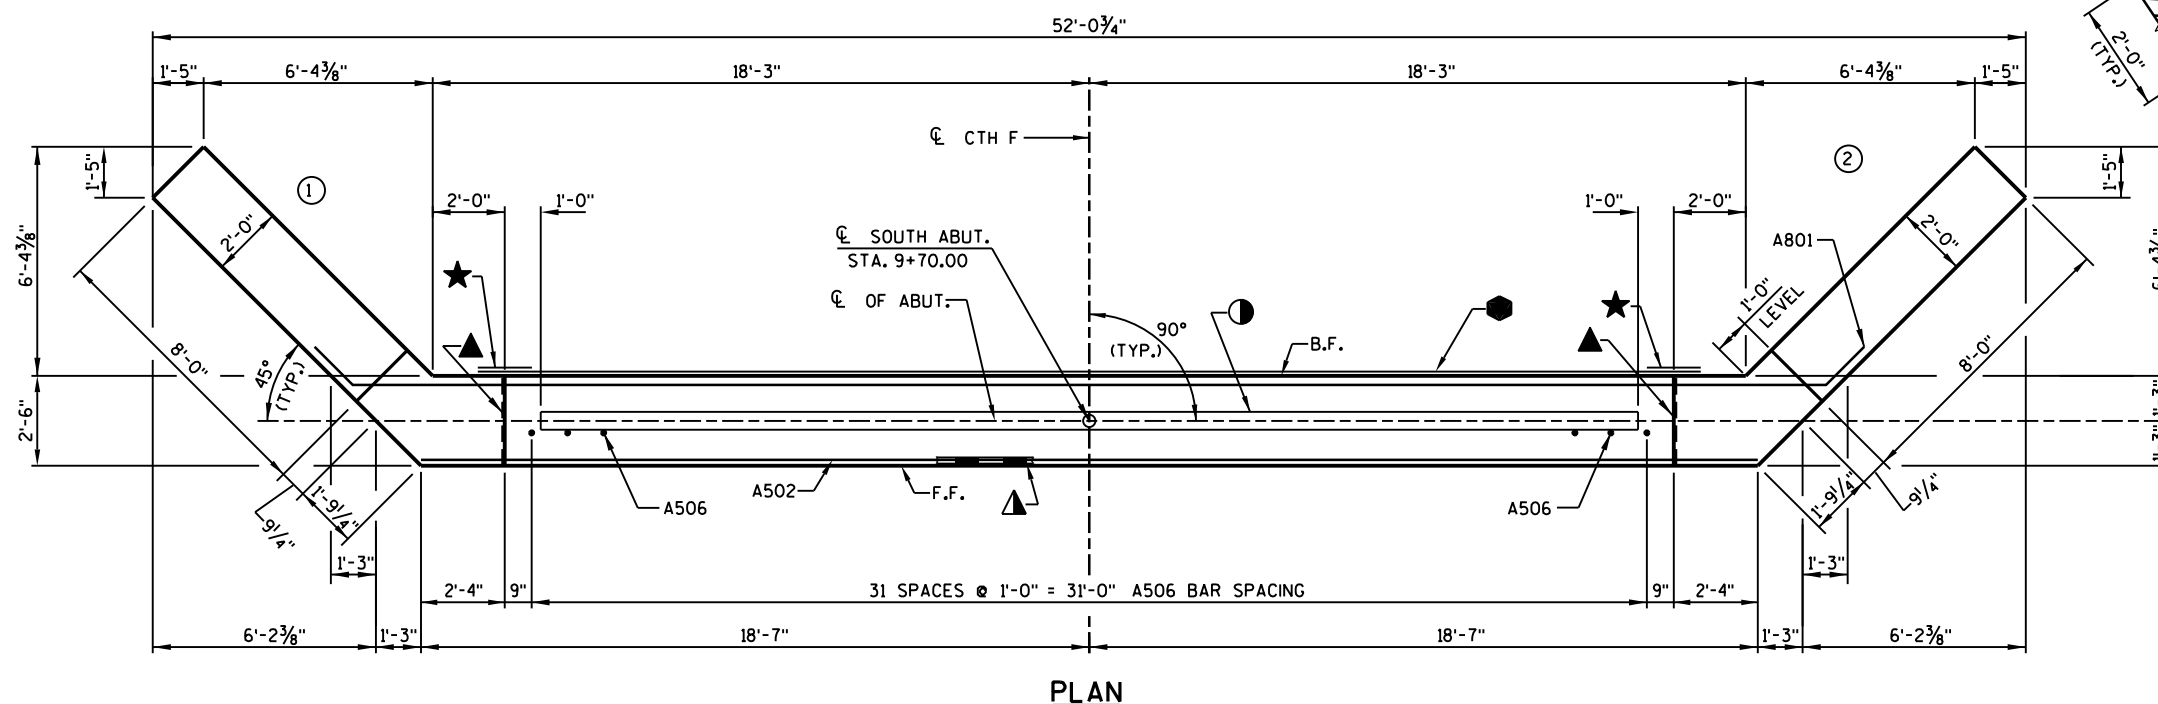 52'-0¾"
1'-5"
6'-4⅜"
18'-3"
18'-3"
6'-4⅜"
1'-5"
2'-0"
(TYP.)
℄ CTH F
1'-5"
1
2
1'-5"
2'-0"
1'-0"
1'-0"
2'-0"
2'-0"
2'-0"
℄ SOUTH ABUT.
STA. 9+70.00
A801
6'-4⅜"
℄ OF ABUT.
1'-0"
LEVEL
90°
(TYP.)
B.F.
8'-0"
45°
(TYP.)
8'-0"
2'-6"
1'-3"
1'-3"
A502
F.F.
A506
A506
1'-9¼"
9¼"
1'-9¼"
9¼"
1'-3"
1'-3"
2'-4"
9"
31 SPACES @ 1'-0" = 31'-0" A506 BAR SPACING
9"
2'-4"
6'-2⅜"
1'-3"
18'-7"
18'-7"
1'-3"
6'-2⅜"
PLAN